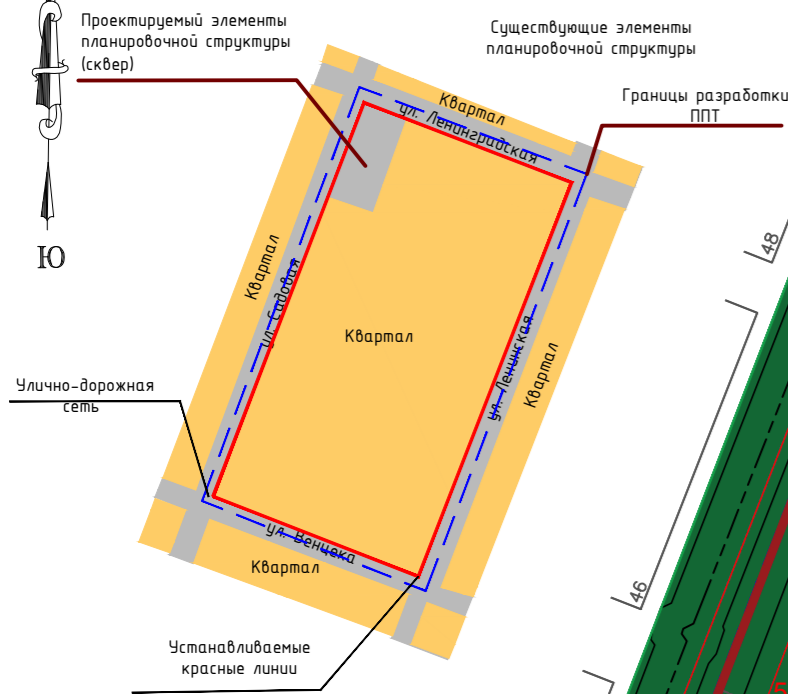 Проектируемый элементы
планировочной структуры
(сквер)
Существующие элементы
планировочной структуры
Границы разработки
ППТ
Квартал
ул. Ленинградская
Ю
48
Квартал
ул. Садовая
Квартал
ул. Ленинская
Квартал
Улично-дорожная
сеть
ул. Венцека
Квартал
46
Устанавливаемые
красные линии